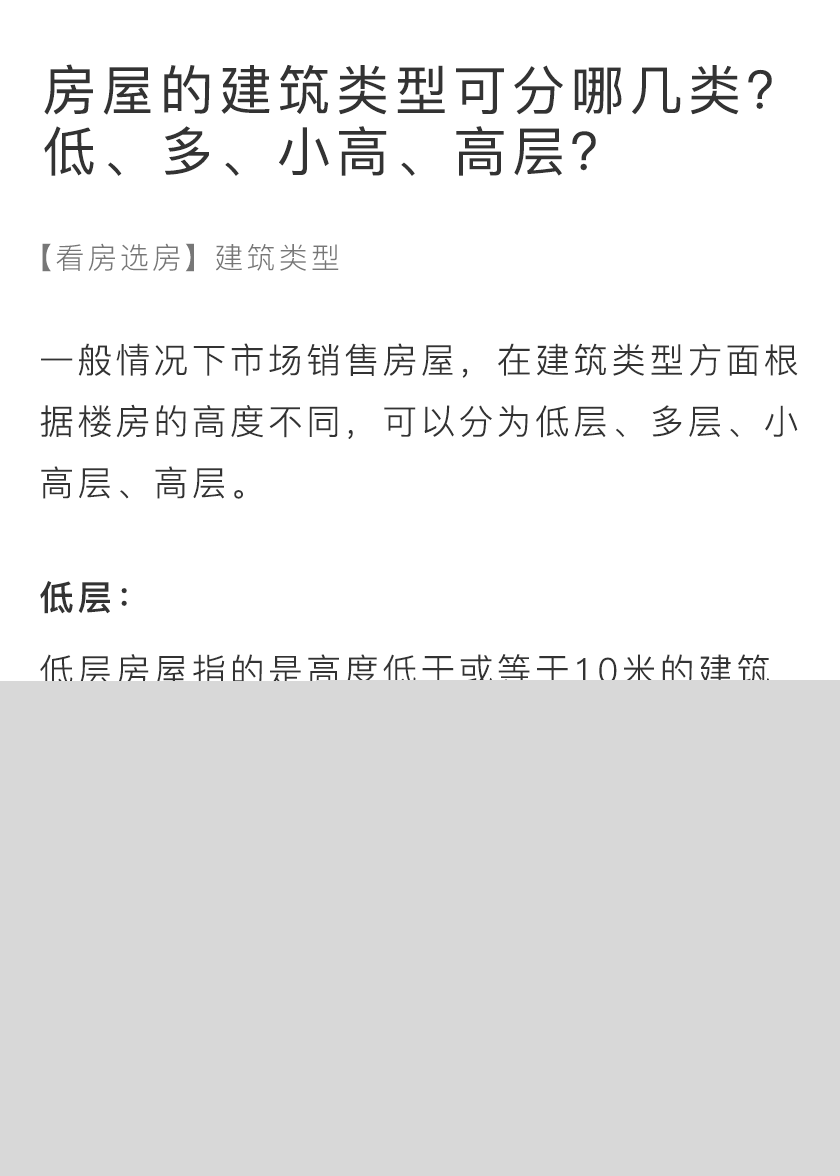 房屋的建筑类型可分哪几类?
低、多、小高、高层?
【看房选房】建筑类型
一般情况下市场销售房屋，在建筑类型方面根
据楼房的高度不同，可以分为低层、多层、小
高层、高层。
低层：
低层房屋指的是高度低于或等于10米的建筑